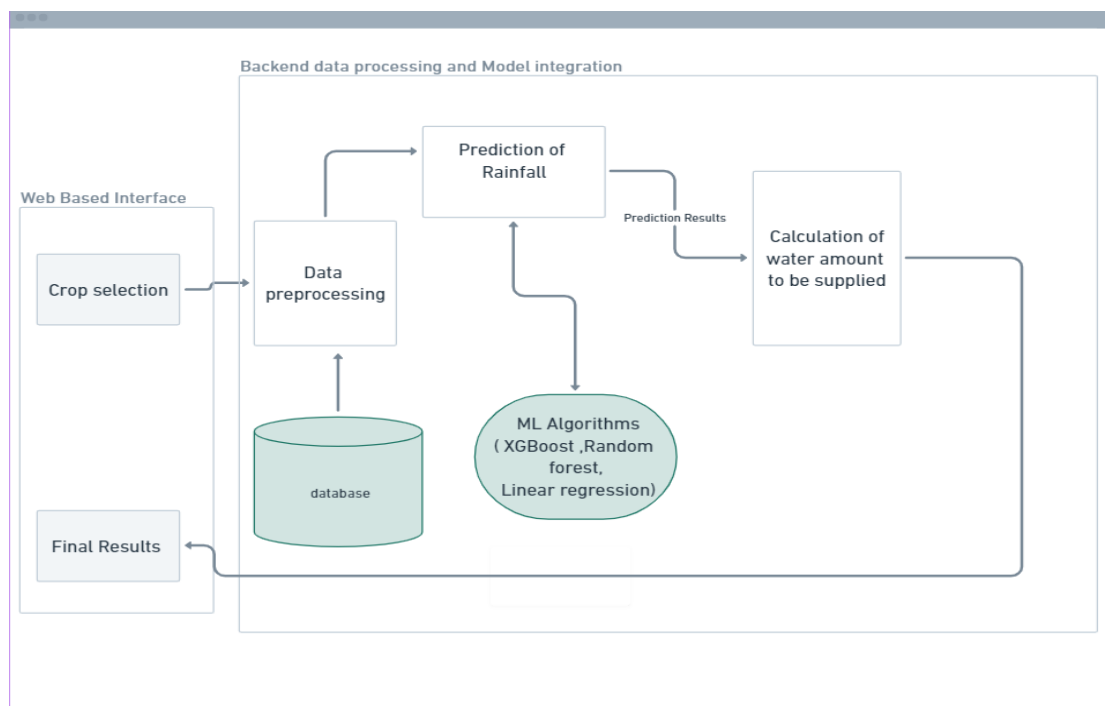 Backend data processing and Model integration
Prediction of
Rainfall
Web Based Interface
Prediction Results
Calculation of
water amount
to be supplied
Crop selection
Data
preprocessing
ML Algorithms
( XGBoost ,Random
forest,
Linear regression)
database
Final Results